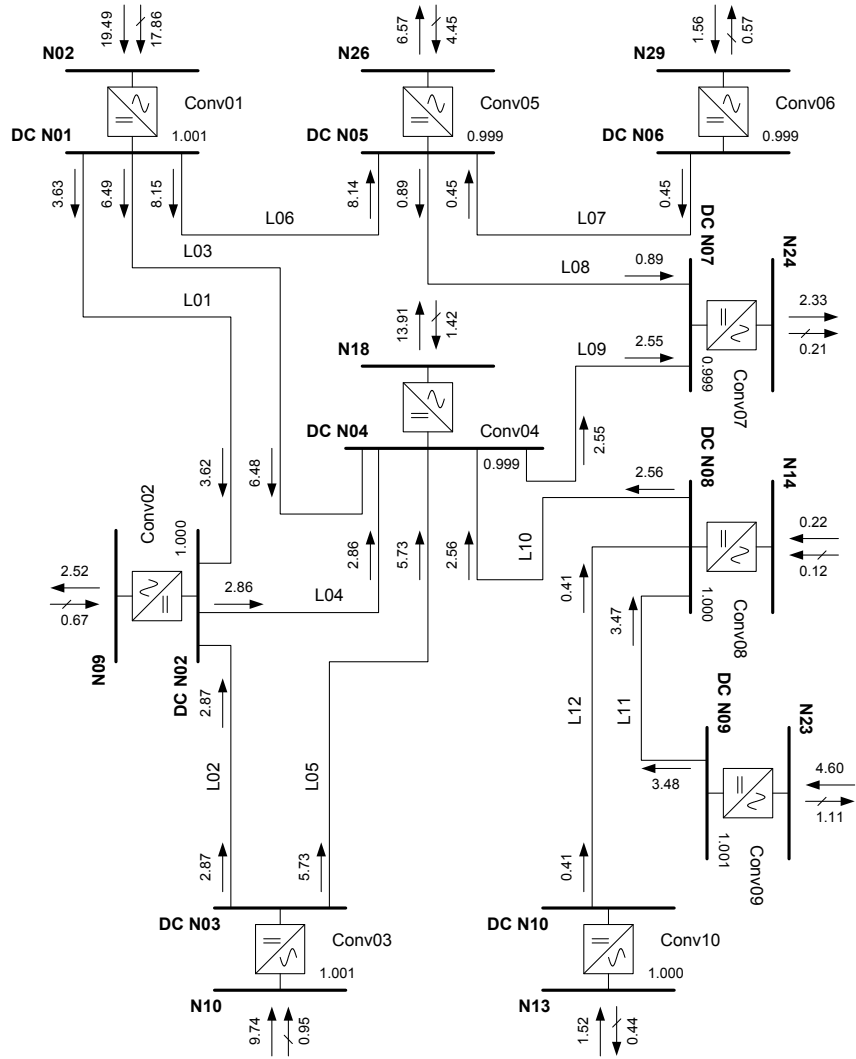 19.49
17.86
6.57
4.45
1.56
0.57
N02
N26
N29
Conv01
Conv05
Conv06
DC N01
1.001
DC N05
0.999
DC N06
0.999
3.63
6.49
8.15
8.14
0.89
0.45
0.45
L06
L07
L03
L08
L01
DC N07
N24
0.89
2.33
0.21
2.55
0.999
Conv07
13.91
1.42
N18
L09
DC N04
Conv04
0.999
2.55
3.62
6.48
Conv02
1.000
2.52
0.67
N09
DC N02
2.86
L04
2.86
5.73
2.56
L10
2.56
DC N08
N14
0.22
0.12
1.000
Conv08
0.41
3.47
2.87
L02
L05
L12
L11
DC N09
N23
3.48
4.60
1.11
1.001
Conv09
2.87
5.73
0.41
DC N03
Conv03
1.001
N10
9.74
0.95
DC N10
Conv10
1.000
N13
1.52
0.44